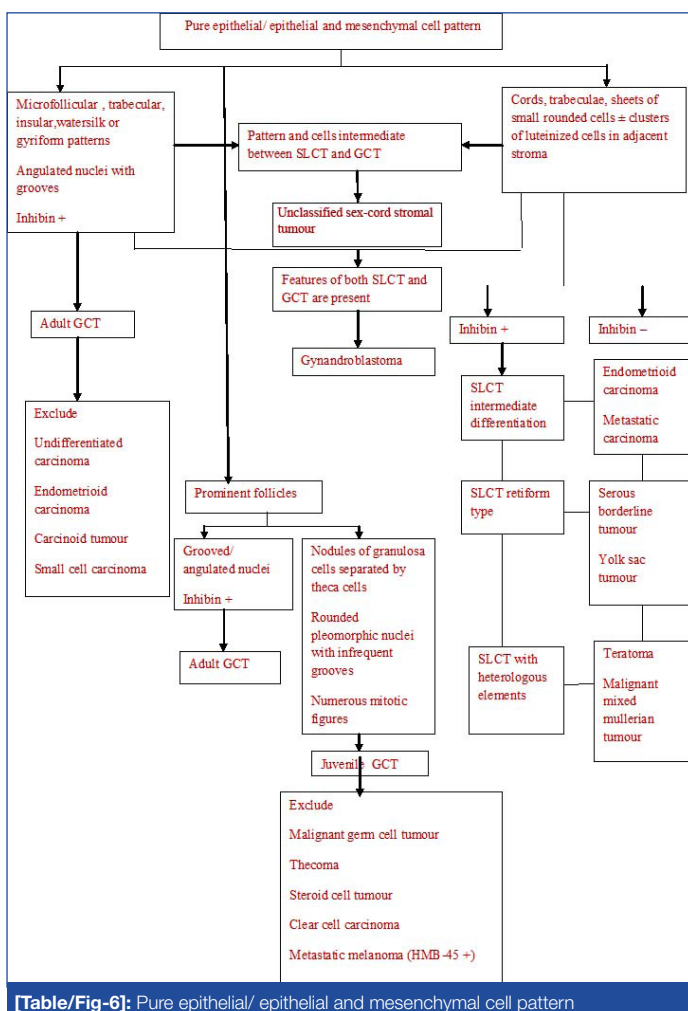 Pure epithelial/ epithelial and mesenchymal cell pattern
Microfollicular , trabecular,
insular,watersilk or
gyriform patterns
Angulated nuclei with
grooves
Inhibin +
Pattern and cells intermediate
between SLCT and GCT
Cords, trabeculae, sheets of
small rounded cells ± clusters
of luteinized cells in adjacent
stroma
Unclassified sex-cord stromal
tumour
Features of both SLCT and
GCT are present
Adult GCT
Inhibin +
Inhibin –
Gynandroblastoma
Exclude
Undifferentiated
carcinoma
Endometrioid
carcinoma
Carcinoid tumour
Small cell carcinoma
SLCT
intermediate
differentiation
Endometrioid
carcinoma
Metastatic
carcinoma
Prominent follicles
SLCT retiform
type
Serous
borderline
tumour
Yolk sac
tumour
Grooved/
angulated nuclei
Inhibin +
Nodules of granulosa
cells separated by
theca cells
Rounded
pleomorphic nuclei
with infrequent
grooves
Numerous mitotic
figures
Adult GCT
SLCT with
heterologous
elements
Teratoma
Malignant
mixed
mullerian
tumour
Juvenile GCT
Exclude
Malignant germ cell tumour
Thecoma
Steroid cell tumour
Clear cell carcinoma
Metastatic melanoma (HMB-45 +)
[Table/Fig-6]: Pure epithelial/ epithelial and mesenchymal cell pattern